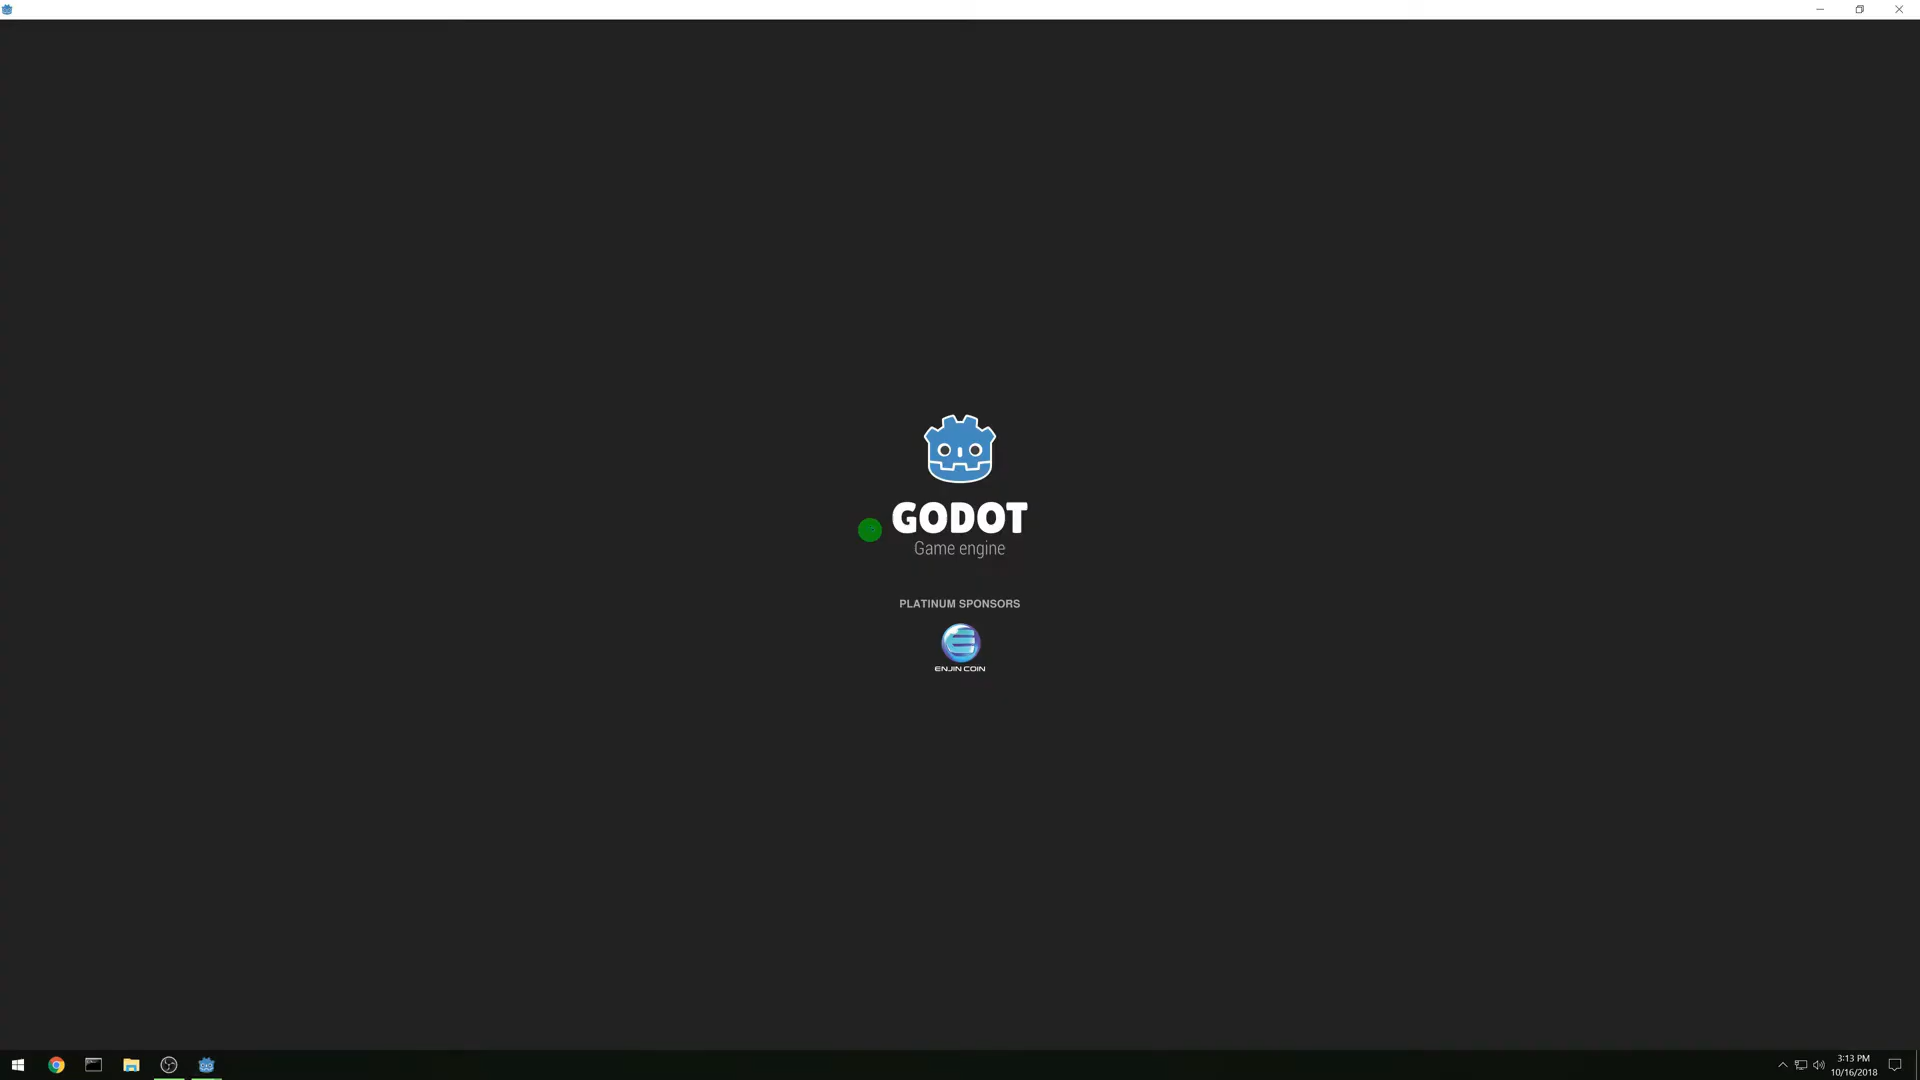 GODOT
Game engine
PLATINUM SPONSORS
ENJIN COIN
3:13 PM
10/16/2018